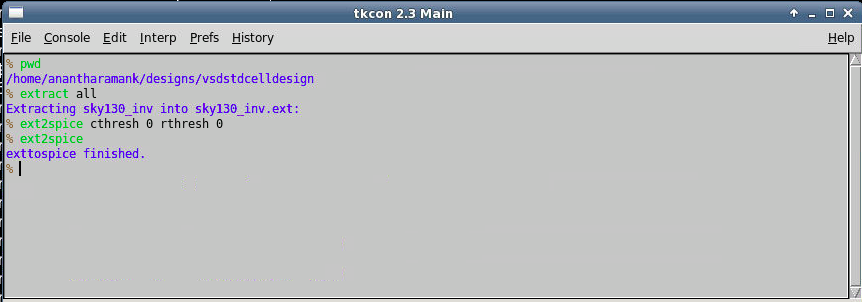 tkcon 2.3 Main
File Console Edit Interp Prefs History Help
% pwd
/home/anantharamank/designs/vsdstdcelldesign
% extract all
Extracting sky130_inv into sky130_inv.ext:
% ext2spice cthresh 0 rthresh 0
% ext2spice
exttospice finished.
%